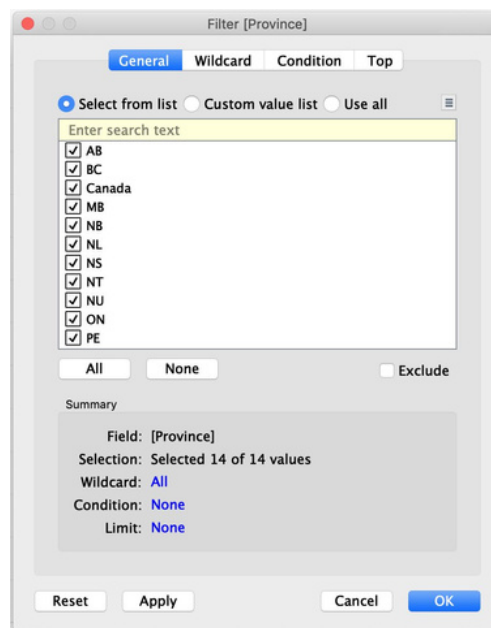 Filter [Province]
General Wildcard Condition Top
Select from list Custom value list Use all
Enter search text
AB
BC
Canada
MB
NB
NL
NS
NT
NU
ON
PE
All None Exclude
Summary
Field: [Province]
Selection: Selected 14 of 14 values
Wildcard: All
Condition: None
Limit: None
Reset Apply Cancel OK